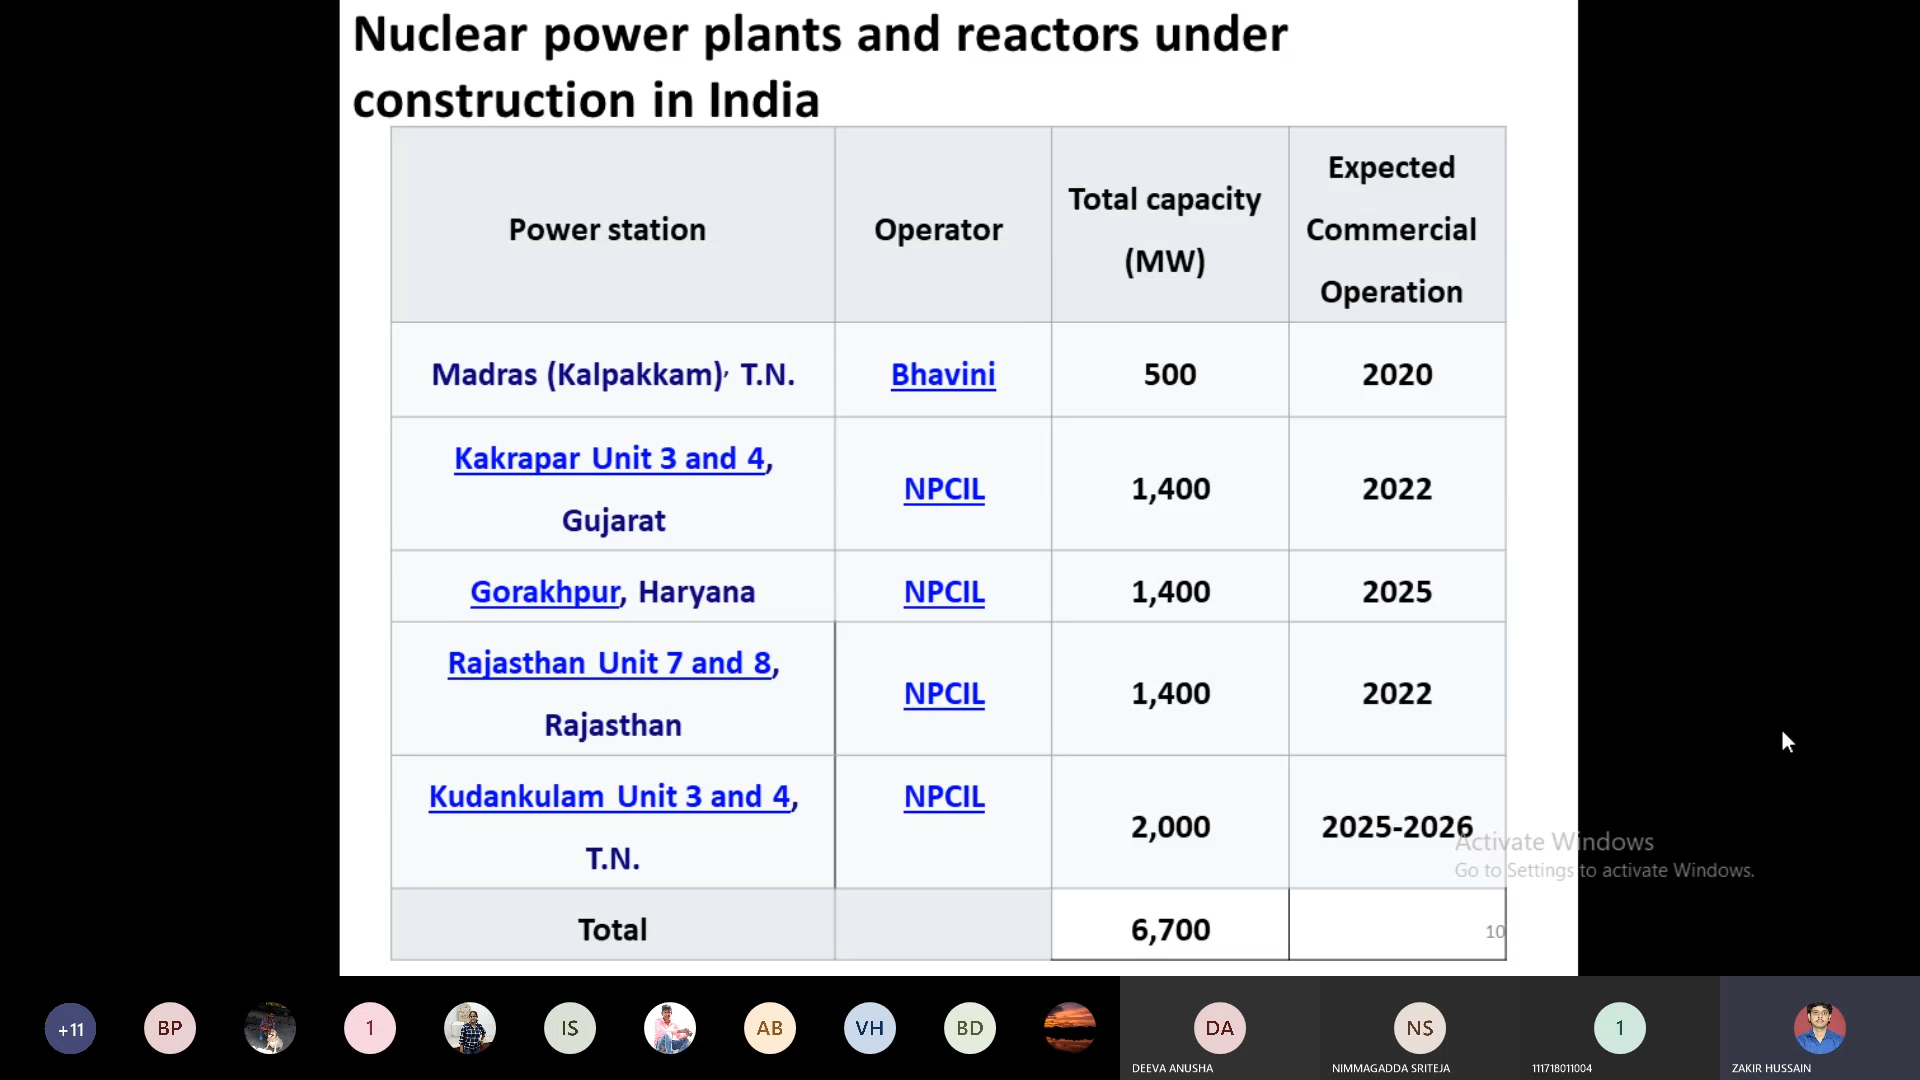 Nuclear power plants and reactors under
construction in India
Power station
Operator
Total capacity
(MW)
Expected
Commercial
Operation
Madras (Kalpakkam), T.N.
Bhavini
500
2020
Kakrapar Unit 3 and 4,
Gujarat
NPCIL
1,400
2022
Gorakhpur, Haryana
NPCIL
1,400
2025
Rajasthan Unit 7 and 8,
Rajasthan
NPCIL
1,400
2022
Kudankulam Unit 3 and 4,
T.N.
NPCIL
2,000
2025-2026
Activate Windows
Go to Settings to activate Windows.
Total
6,700
10
+11
BP
1
IS
AB
VH
BD
DA
DEEVA ANUSHA
NS
NIMMAGADDA SRITEJA
1
111718011004
ZAKIR HUSSAIN